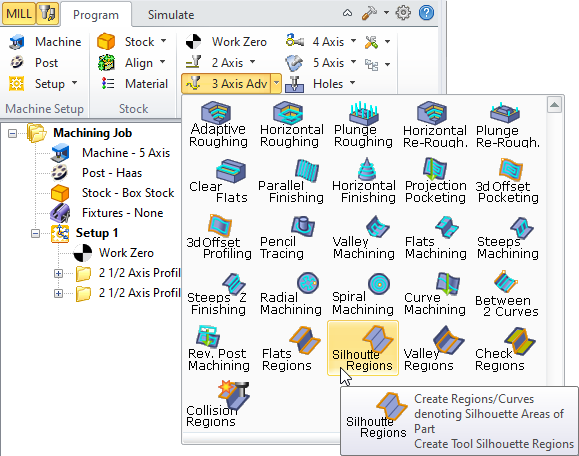 MILL Program Simulate
Machine Stock Work Zero 4 Axis
Post Align 2 Axis 5 Axis
Setup Material 3 Axis Adv Holes
Machine Setup Stock
Machining Job
Machine - 5 Axis
Post - Haas
Stock - Box Stock
Fixtures - None
Setup 1
Work Zero
2 1/2 Axis Profil
2 1/2 Axis Profil
Adaptive Roughing
Horizontal Roughing
Plunge Roughing
Horizontal Re-Rough.
Plunge Re-Rough.
Clear Flats
Parallel Finishing
Horizontal Finishing
Projection Pocketing
3d Offset Pocketing
3d Offset Profiling
Pencil Tracing
Valley Machining
Flats Machining
Steeps Machining
Steeps Z Finishing
Radial Machining
Spiral Machining
Curve Machining
Between 2 Curves
Rev. Post Machining
Flats Regions
Silhoutte Regions
Valley Regions
Check Regions
Collision Regions
Silhoutte Regions
Create Regions/Curves
denoting Silhouette Areas of
Part
Create Tool Silhouette Regions